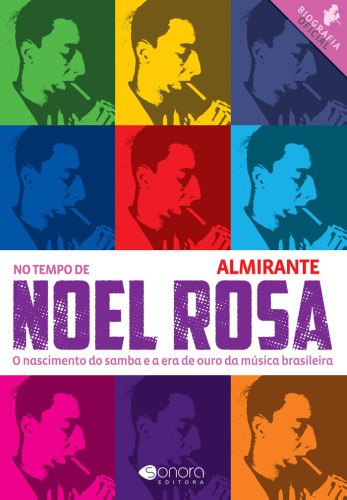 BIOGRAFIA
OFICIAL
NO TEMPO DE
ALMIRANTE
NOEL ROSA
O nascimento do samba e a era de ouro da música brasileira
Sonora
EDITORA